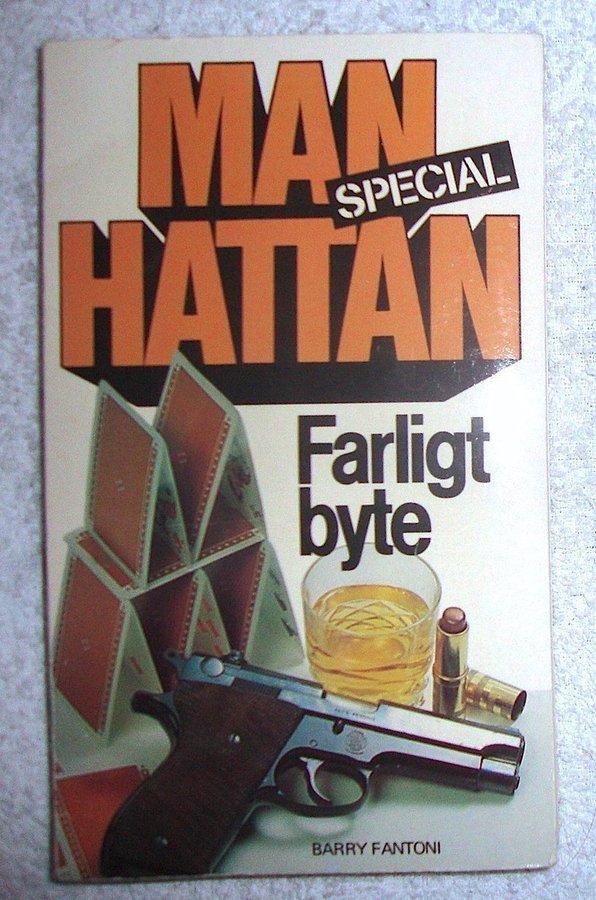 MAN
SPECIAL
HATTAN
Farligt
byte
BARRY FANTONI